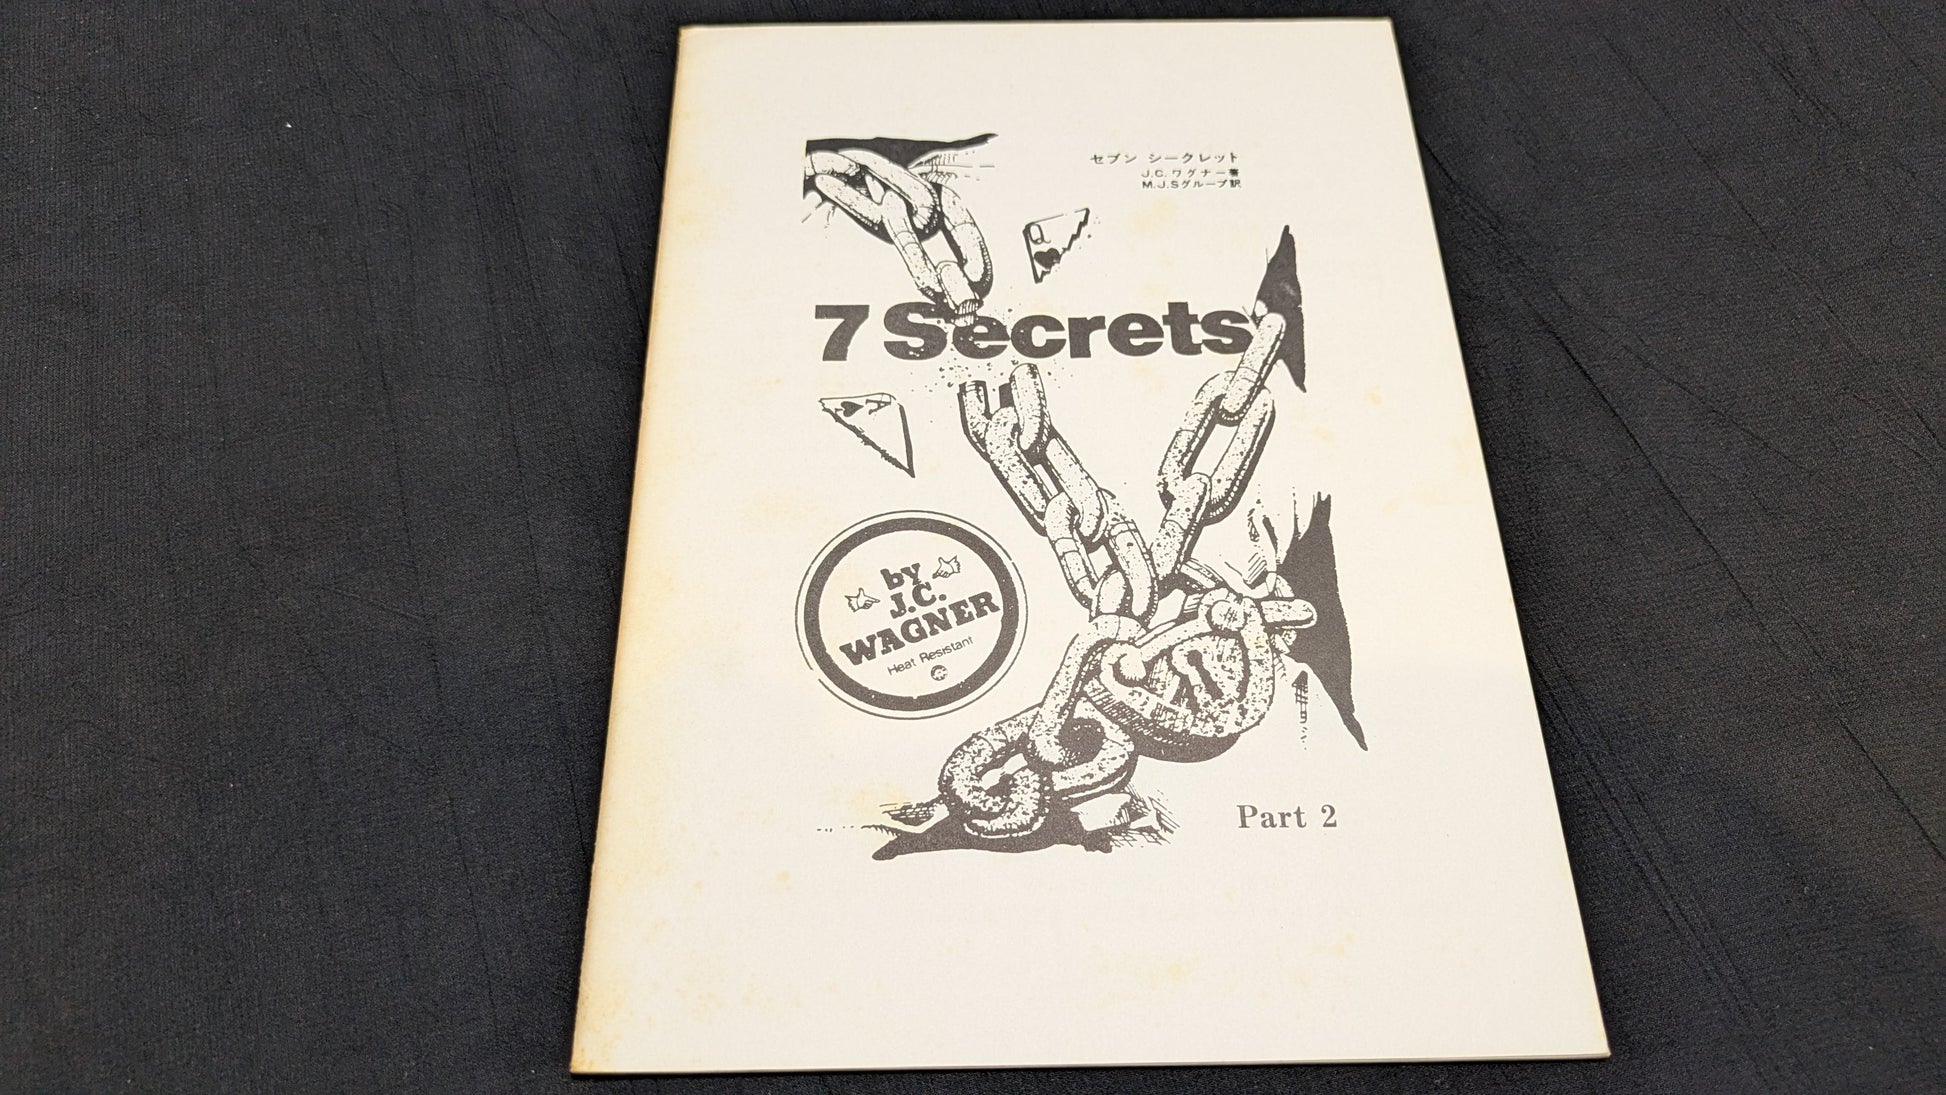 セブン シークレット
J.C.ワグナー著
M.J.Sグループ訳
Q
7 Secrets
A
by
J.C.
WAGNER
Heat Resistant
Part 2